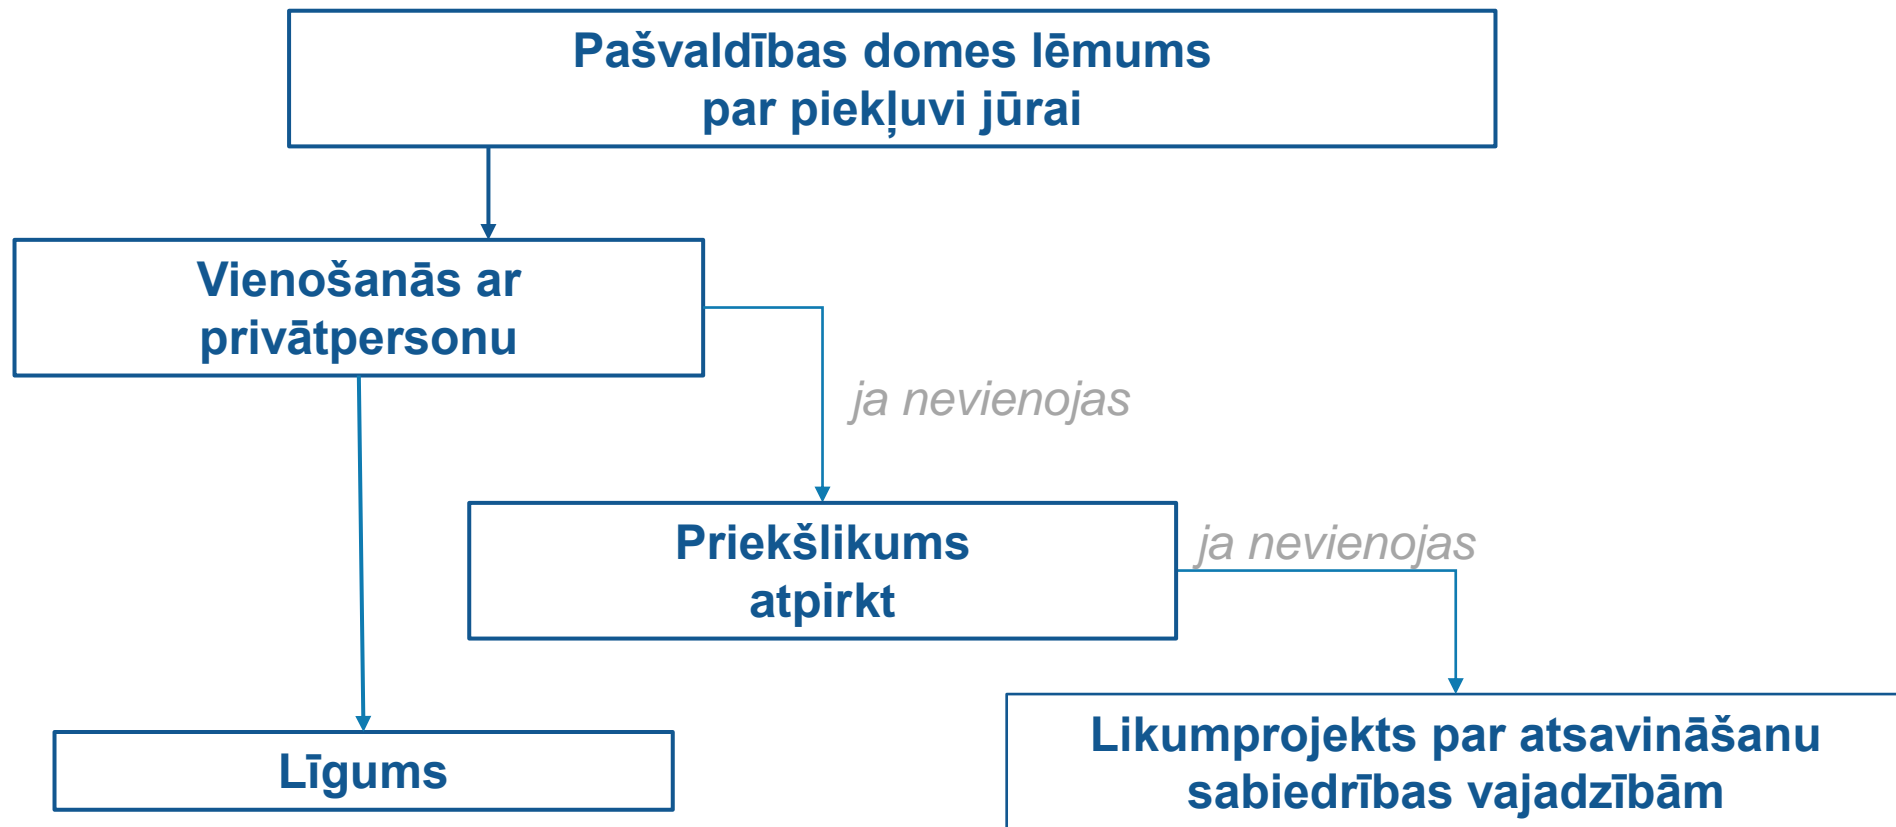 Pašvaldības domes lēmums
par piekļuvi jūrai
Vienošanās ar
privātpersonu
ja nevienojas
Priekšlikums
atpirkt
ja nevienojas
Līgums
Likumprojekts par atsavināšanu
sabiedrības vajadzībām